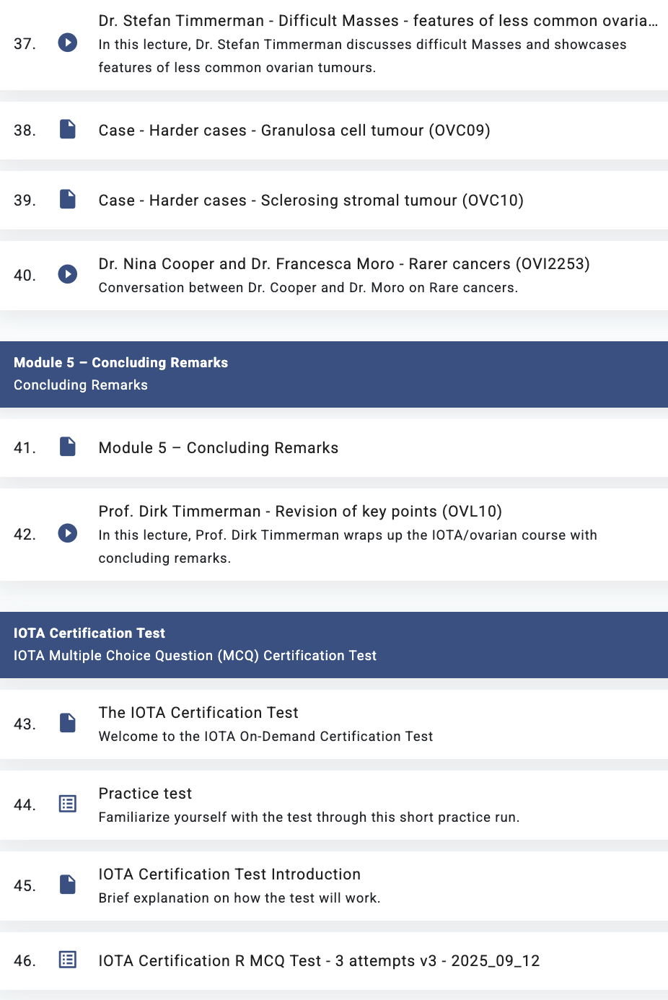 Dr. Stefan Timmerman - Difficult Masses - features of less common ovaria...
37.
In this lecture, Dr. Stefan Timmerman discusses difficult Masses and showcases
features of less common ovarian tumours.
38. Case - Harder cases - Granulosa cell tumour (OVC09)
39. Case - Harder cases - Sclerosing stromal tumour (OVC10)
Dr. Nina Cooper and Dr. Francesca Moro - Rarer cancers (OVI2253)
40.
Conversation between Dr. Cooper and Dr. Moro on Rare cancers.
Module 5 – Concluding Remarks
Concluding Remarks
41. Module 5 – Concluding Remarks
Prof. Dirk Timmerman - Revision of key points (OVL10)
42.
In this lecture, Prof. Dirk Timmerman wraps up the IOTA/ovarian course with
concluding remarks.
IOTA Certification Test
IOTA Multiple Choice Question (MCQ) Certification Test
The IOTA Certification Test
43.
Welcome to the IOTA On-Demand Certification Test
Practice test
44.
Familiarize yourself with the test through this short practice run.
IOTA Certification Test Introduction
45.
Brief explanation on how the test will work.
46. IOTA Certification R MCQ Test - 3 attempts v3 - 2025_09_12